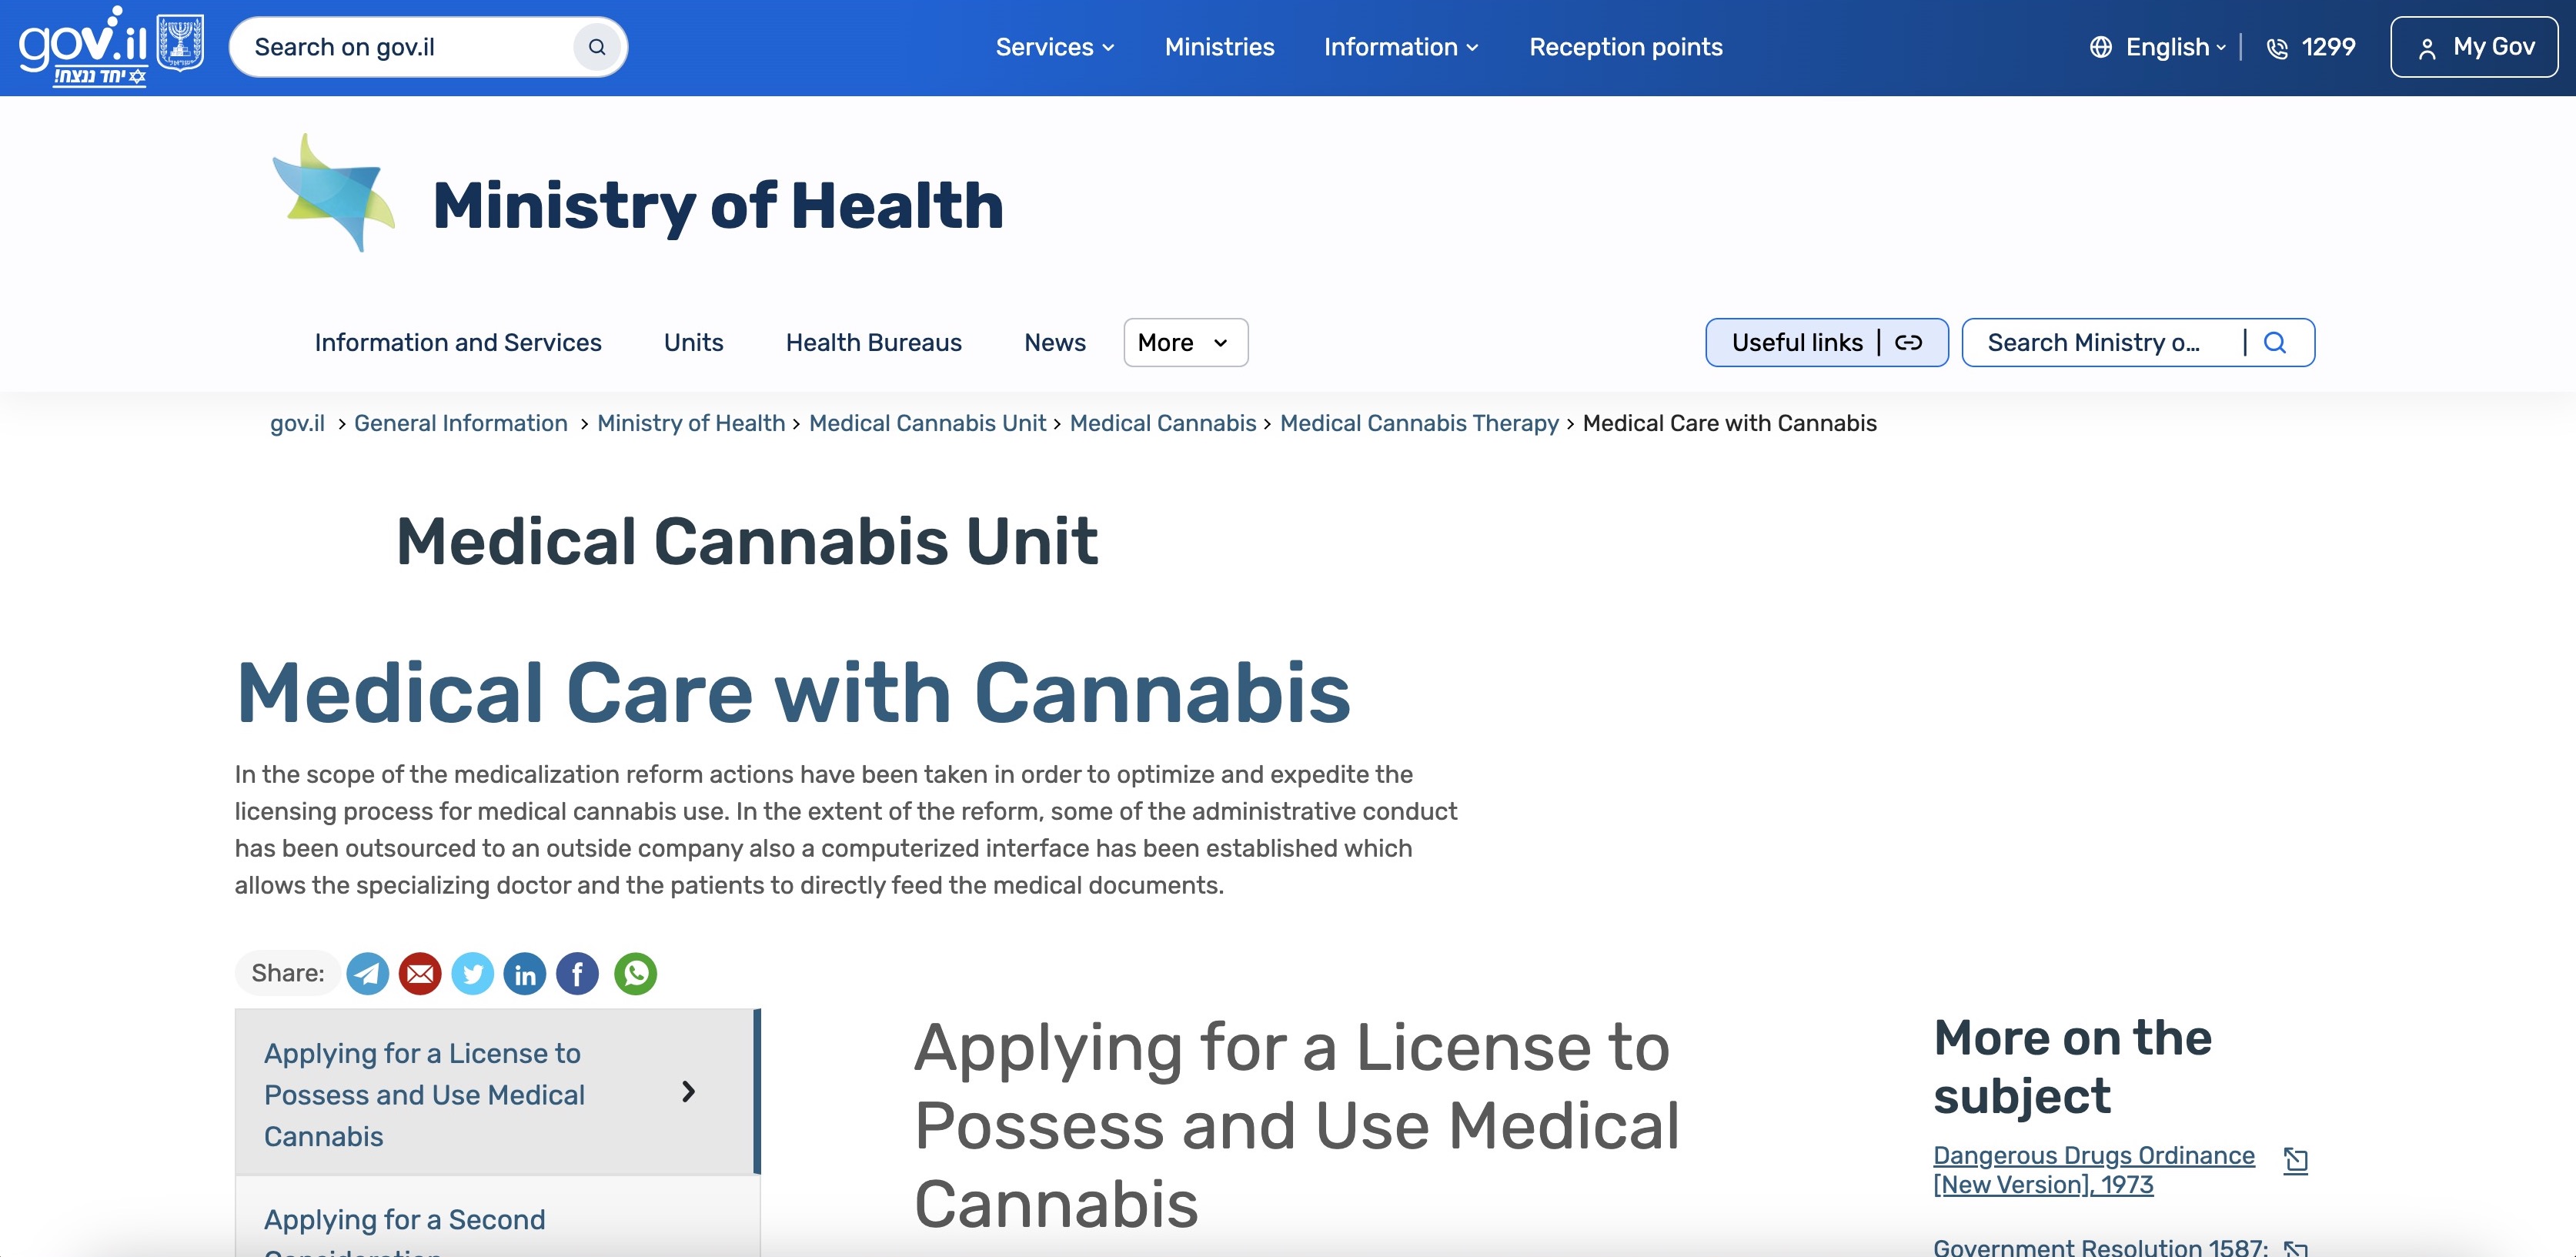 gov.il
יחד ננצח!
Search on gov.il
Services
Ministries
Information
Reception points
English
1299
My Gov
Ministry of Health
Information and Services
Units
Health Bureaus
News
More
Useful links |
Search Ministry o... |
gov.il > General Information > Ministry of Health > Medical Cannabis Unit > Medical Cannabis > Medical Cannabis Therapy > Medical Care with Cannabis
Medical Cannabis Unit
Medical Care with Cannabis
In the scope of the medicalization reform actions have been taken in order to optimize and expedite the
licensing process for medical cannabis use. In the extent of the reform, some of the administrative conduct
has been outsourced to an outside company also a computerized interface has been established which
allows the specializing doctor and the patients to directly feed the medical documents.
Share:
Applying for a License to
Possess and Use Medical
Cannabis
Applying for a Second
Consideration
Applying for a License to
Possess and Use Medical
Cannabis
More on the
subject
Dangerous Drugs Ordinance
[New Version], 1973
Government Resolution 1587: